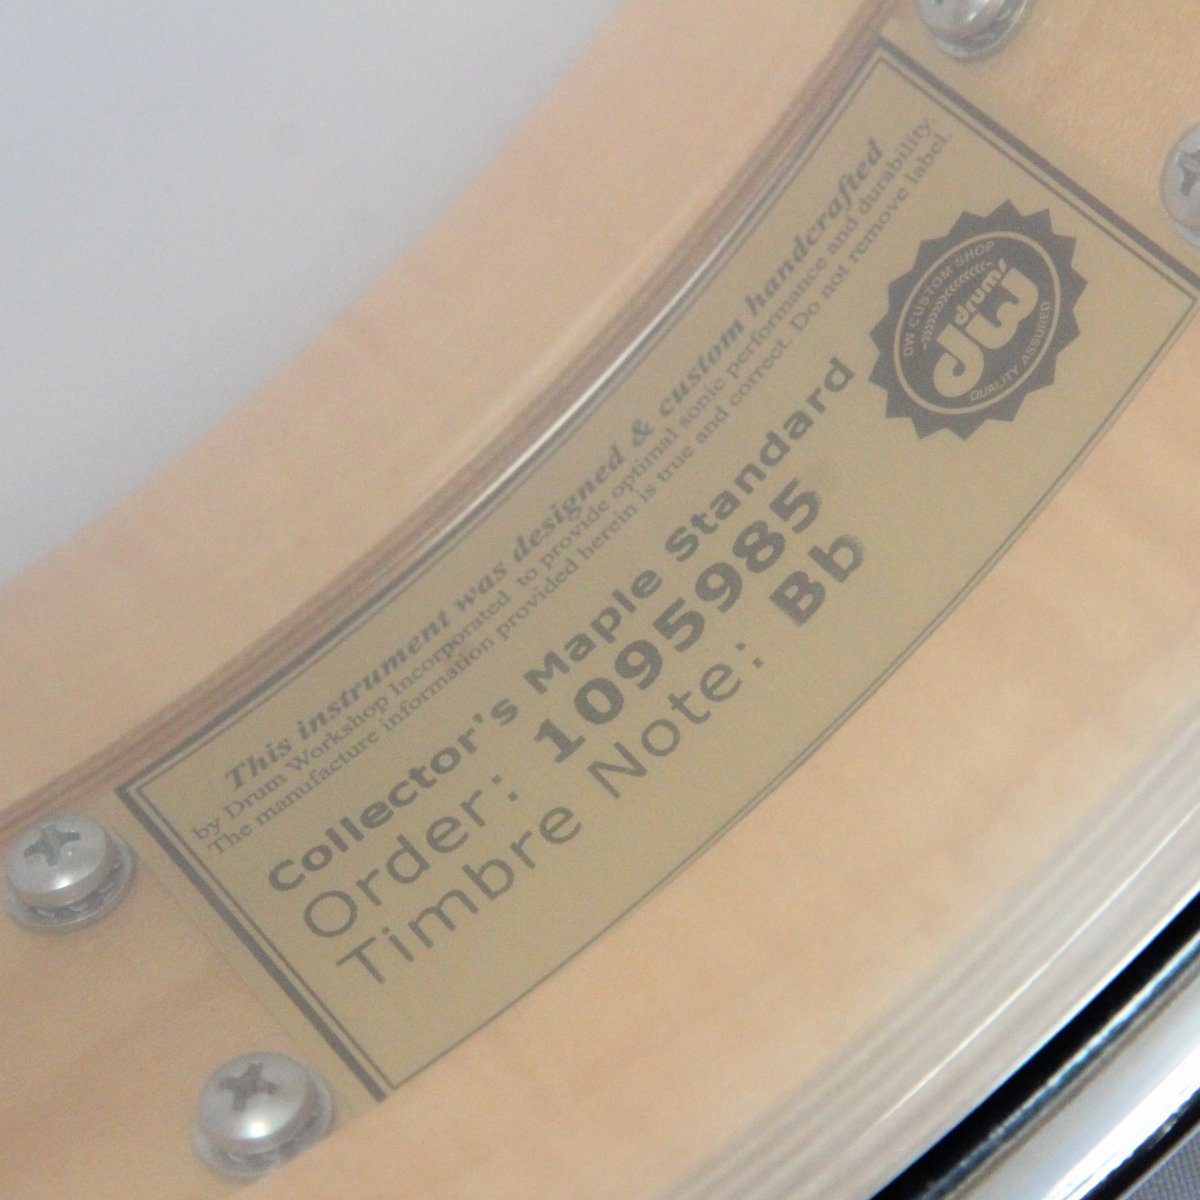 This instrument was designed & custom handcrafted
by Drum Workshop Incorporated to provide optimal sonic performance and durability.
The manufacture information provided herein is true and correct. Do not remove label.
Collector's Maple Standard
Order: 1095985
Timbre Note: Bb
DW CUSTOM SHOP
dw
drums
QUALITY ASSURED